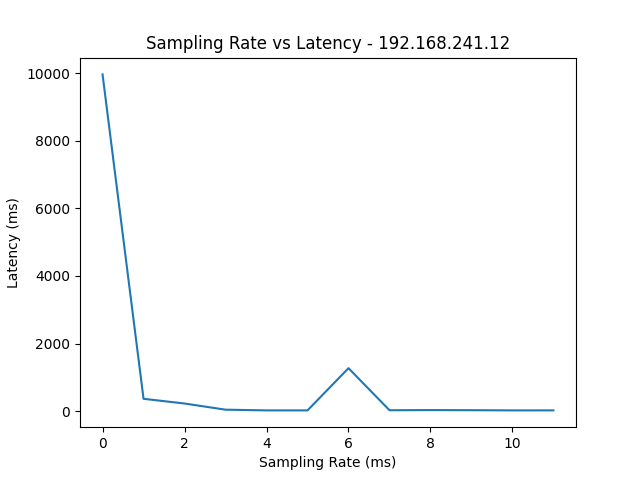 Sampling Rate vs Latency - 192.168.241.12
10000
8000
6000
4000
2000
0
Latency (ms)
0 2 4 6 8 10
Sampling Rate (ms)